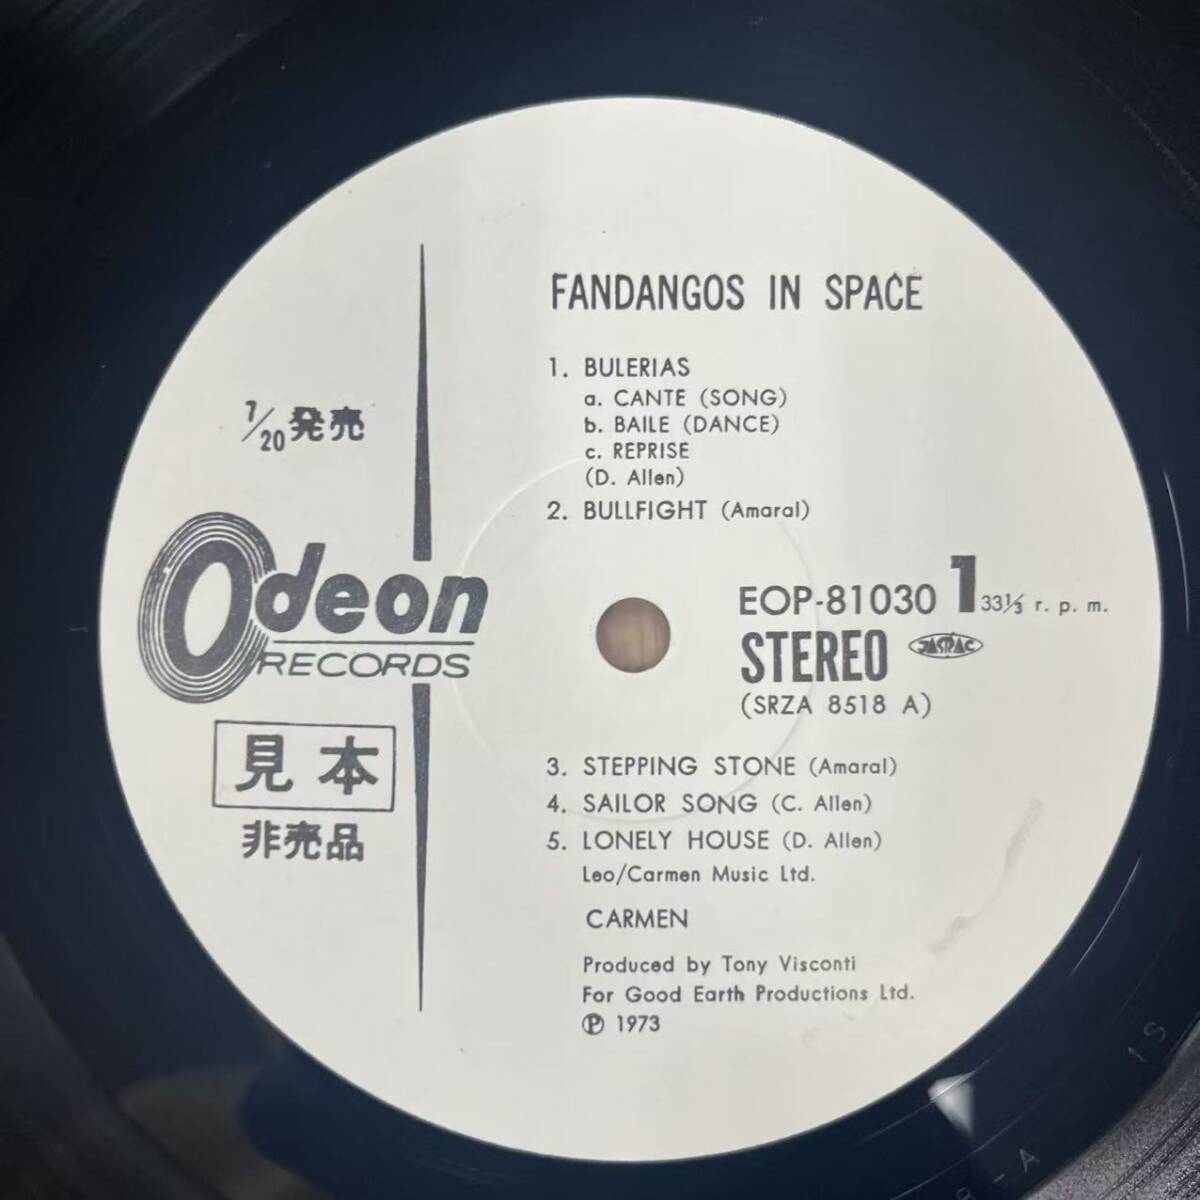 FANDANGOS IN SPACE
1. BULERIAS
a. CANTE (SONG)
b. BAILE (DANCE)
c. REPRISE
(D. Allen)
2. BULLFIGHT (Amaral)
7/20発売
Odeon
RECORDS
見本
非売品
EOP-81030 1 33⅓ r. p. m.
STEREO JASRAC
(SRZA 8518 A)
3. STEPPING STONE (Amaral)
4. SAILOR SONG (C. Allen)
5. LONELY HOUSE (D. Allen)
Leo/Carmen Music Ltd.
CARMEN
Produced by Tony Visconti
For Good Earth Productions Ltd.
Ⓟ 1973
1S
8-A